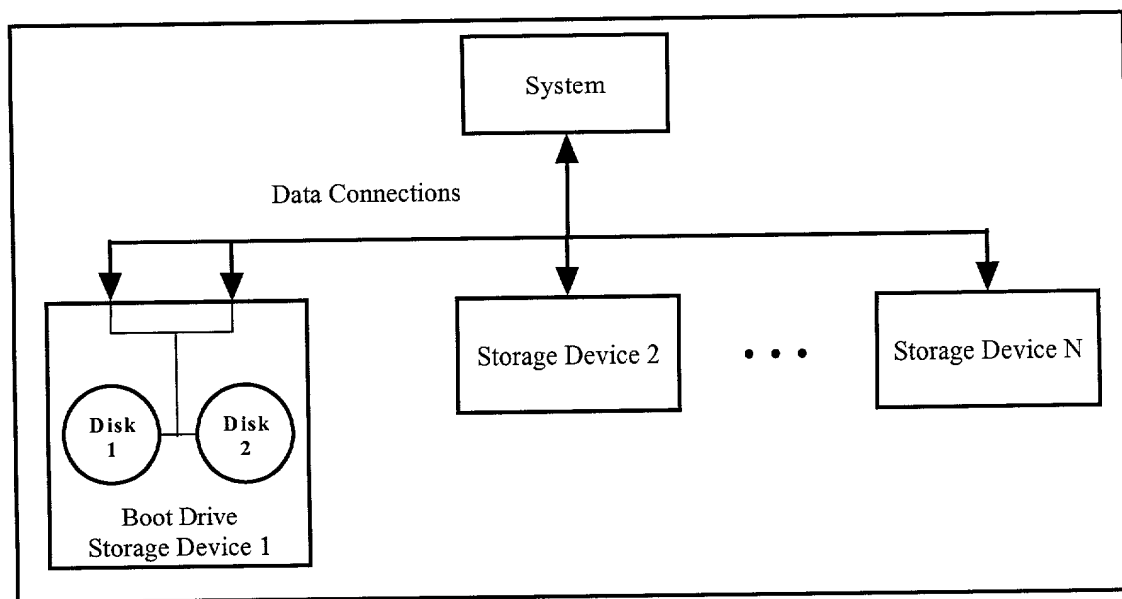 System
Data Connections
Storage Device 2
• • •
Storage Device N
Disk
1
Disk
2
Boot Drive
Storage Device 1